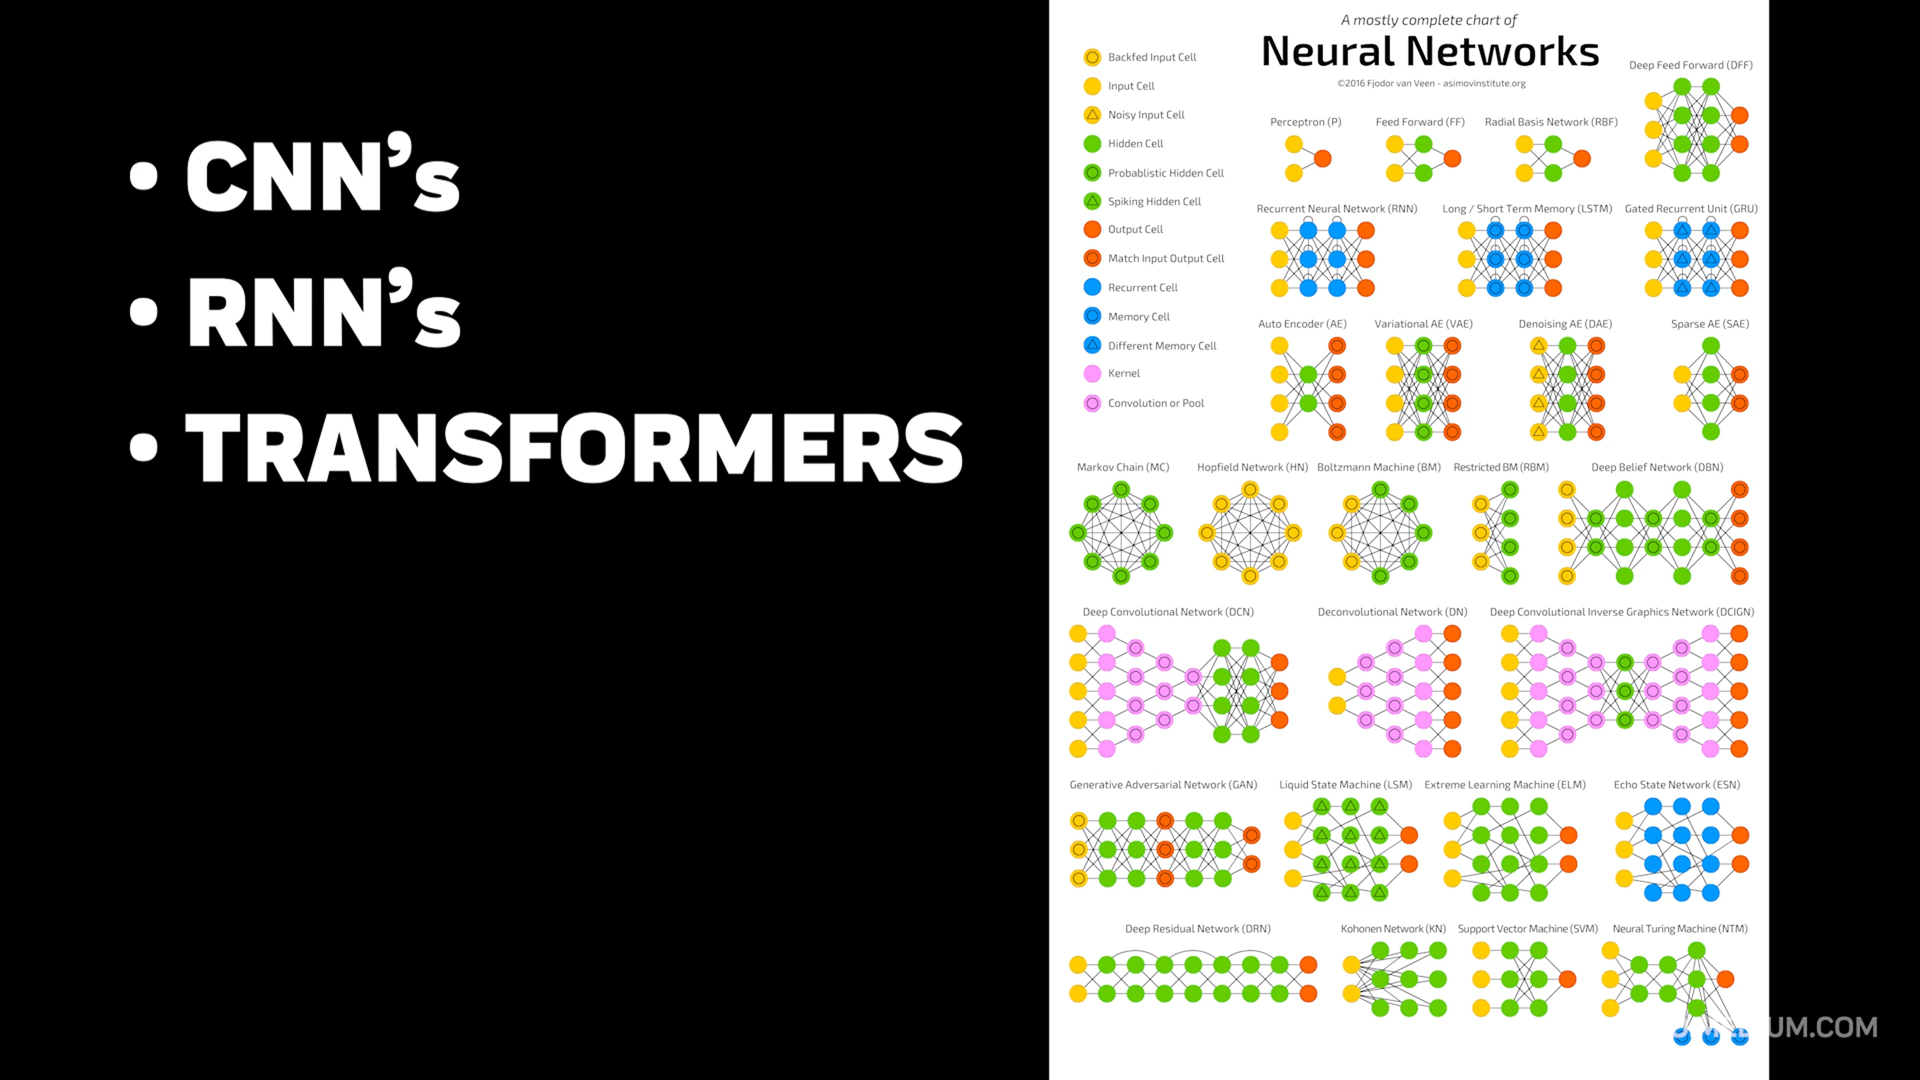 • CNN’s
• RNN’s
• TRANSFORMERS
A mostly complete chart of
Neural Networks
©2016 Fjodor van Veen - asimovinstitute.org
Backfed Input Cell
Input Cell
Noisy Input Cell
Hidden Cell
Probablistic Hidden Cell
Spiking Hidden Cell
Output Cell
Match Input Output Cell
Recurrent Cell
Memory Cell
Different Memory Cell
Kernel
Convolution or Pool
Deep Feed Forward (DFF)
Perceptron (P) Feed Forward (FF) Radial Basis Network (RBF)
Recurrent Neural Network (RNN) Long / Short Term Memory (LSTM) Gated Recurrent Unit (GRU)
Auto Encoder (AE) Variational AE (VAE) Denoising AE (DAE) Sparse AE (SAE)
Markov Chain (MC) Hopfield Network (HN) Boltzmann Machine (BM) Restricted BM (RBM) Deep Belief Network (DBN)
Deep Convolutional Network (DCN) Deconvolutional Network (DN) Deep Convolutional Inverse Graphics Network (DCIGN)
Generative Adversarial Network (GAN) Liquid State Machine (LSM) Extreme Learning Machine (ELM) Echo State Network (ESN)
Deep Residual Network (DRN) Kohonen Network (KN) Support Vector Machine (SVM) Neural Turing Machine (NTM)